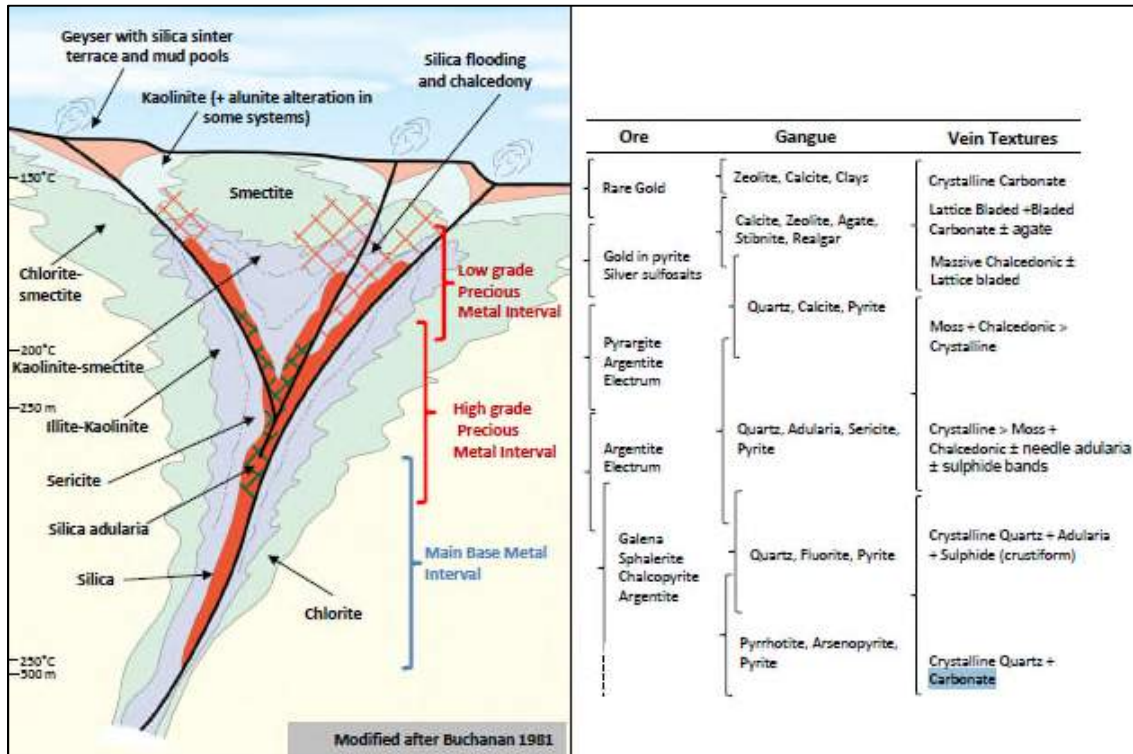 Geyser with silica sinter
terrace and mud pools
Silica flooding
and chalcedony
Kaolinite (+ alunite alteration in
some systems)
150°C
Smectite
Chlorite-
smectite
Low grade
Precious
Metal Interval
200°C
Kaolinite-smectite
250 m
Illite-Kaolinite
High grade
Precious
Metal Interval
Sericite
Silica adularia
Main Base Metal
Interval
Silica
Chlorite
250°C
500 m
Modified after Buchanan 1981
Ore
Gangue
Vein Textures
Rare Gold
Zeolite, Calcite, Clays
Crystalline Carbonate
Calcite, Zeolite, Agate,
Stibnite, Realgar
Lattice Bladed +Bladed
Carbonate ± agate
Gold in pyrite
Silver sulfosalts
Massive Chalcedonic ±
Lattice bladed
Quartz, Calcite, Pyrite
Moss + Chalcedonic >
Crystalline
Pyrargite
Argentite
Electrum
Quartz, Adularia, Sericite,
Pyrite
Crystalline > Moss +
Chalcedonic ± needle adularia
± sulphide bands
Argentite
Electrum
Galena
Sphalerite
Chalcopyrite
Argentite
Quartz, Fluorite, Pyrite
Crystalline Quartz + Adularia
+ Sulphide (crustiform)
Pyrrhotite, Arsenopyrite,
Pyrite
Crystalline Quartz +
Carbonate